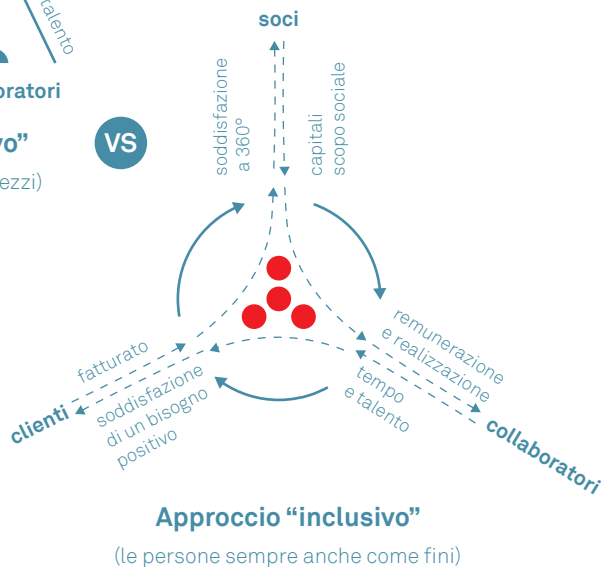 talento
soci
oratori
soddisfazione
a 360°
capitali
scopo sociale
vo”
VS
ezzi)
remunerazione
e realizzazione
fatturato
tempo
e talento
soddisfazione
di un bisogno
positivo
clienti
collaboratori
Approccio “inclusivo”
(le persone sempre anche come fini)